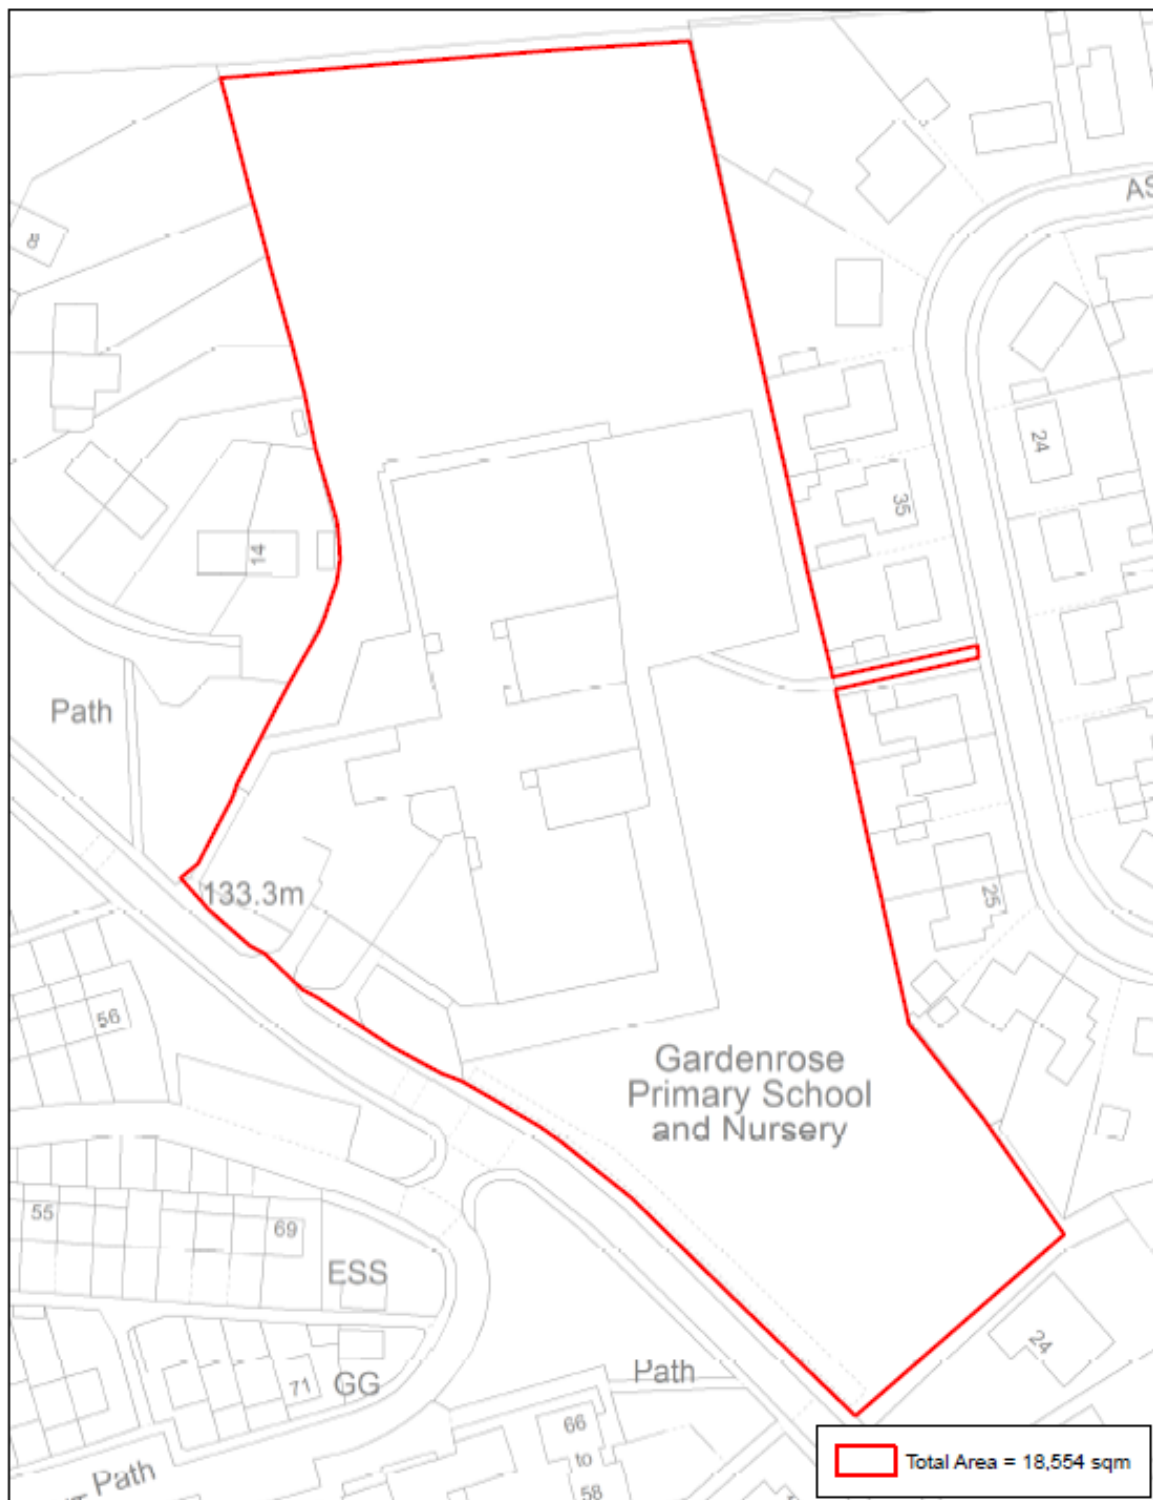 AS
8
24
35
14
Path
133.3m
25
56
Gardenrose
Primary School
and Nursery
55
69
ESS
24
Path
71
GG
66
to
58
Path
Total Area = 18,554 sqm